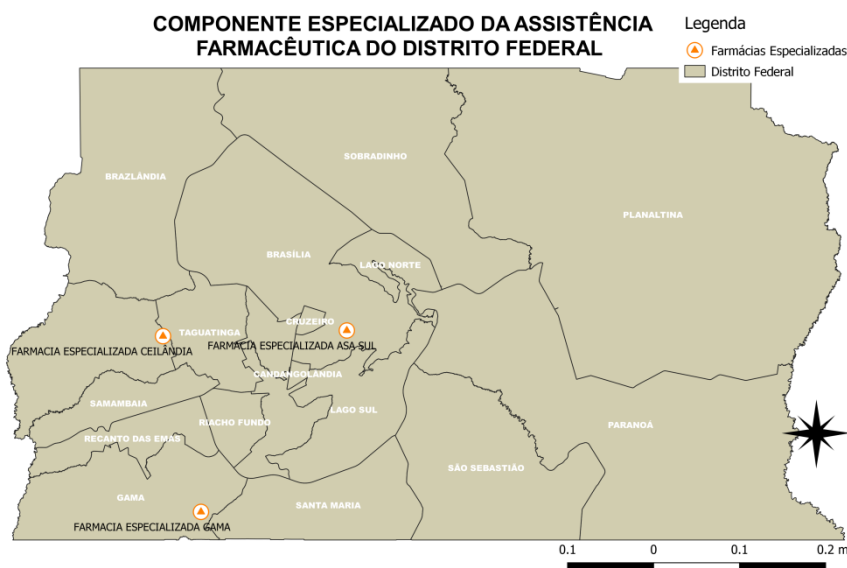 COMPONENTE ESPECIALIZADO DA ASSISTÊNCIA
FARMACÊUTICA DO DISTRITO FEDERAL
Legenda
Farmácias Especializadas
Distrito Federal
SOBRADINHO
BRAZLÂNDIA
PLANALTINA
BRASÍLIA
LAGO NORTE
CRUZEIRO
TAGUATINGA
FARMACIA ESPECIALIZADA ASA SUL
FARMACIA ESPECIALIZADA CEILÂNDIA
CANDANGOLANDIA
SAMAMBAIA
LAGO SUL
RIACHO FUNDO
PARANOÁ
RECANTO DAS EMAS
SÃO SEBASTIÃO
GAMA
SANTA MARIA
FARMACIA ESPECIALIZADA GAMA
0.1 0 0.1 0.2 m